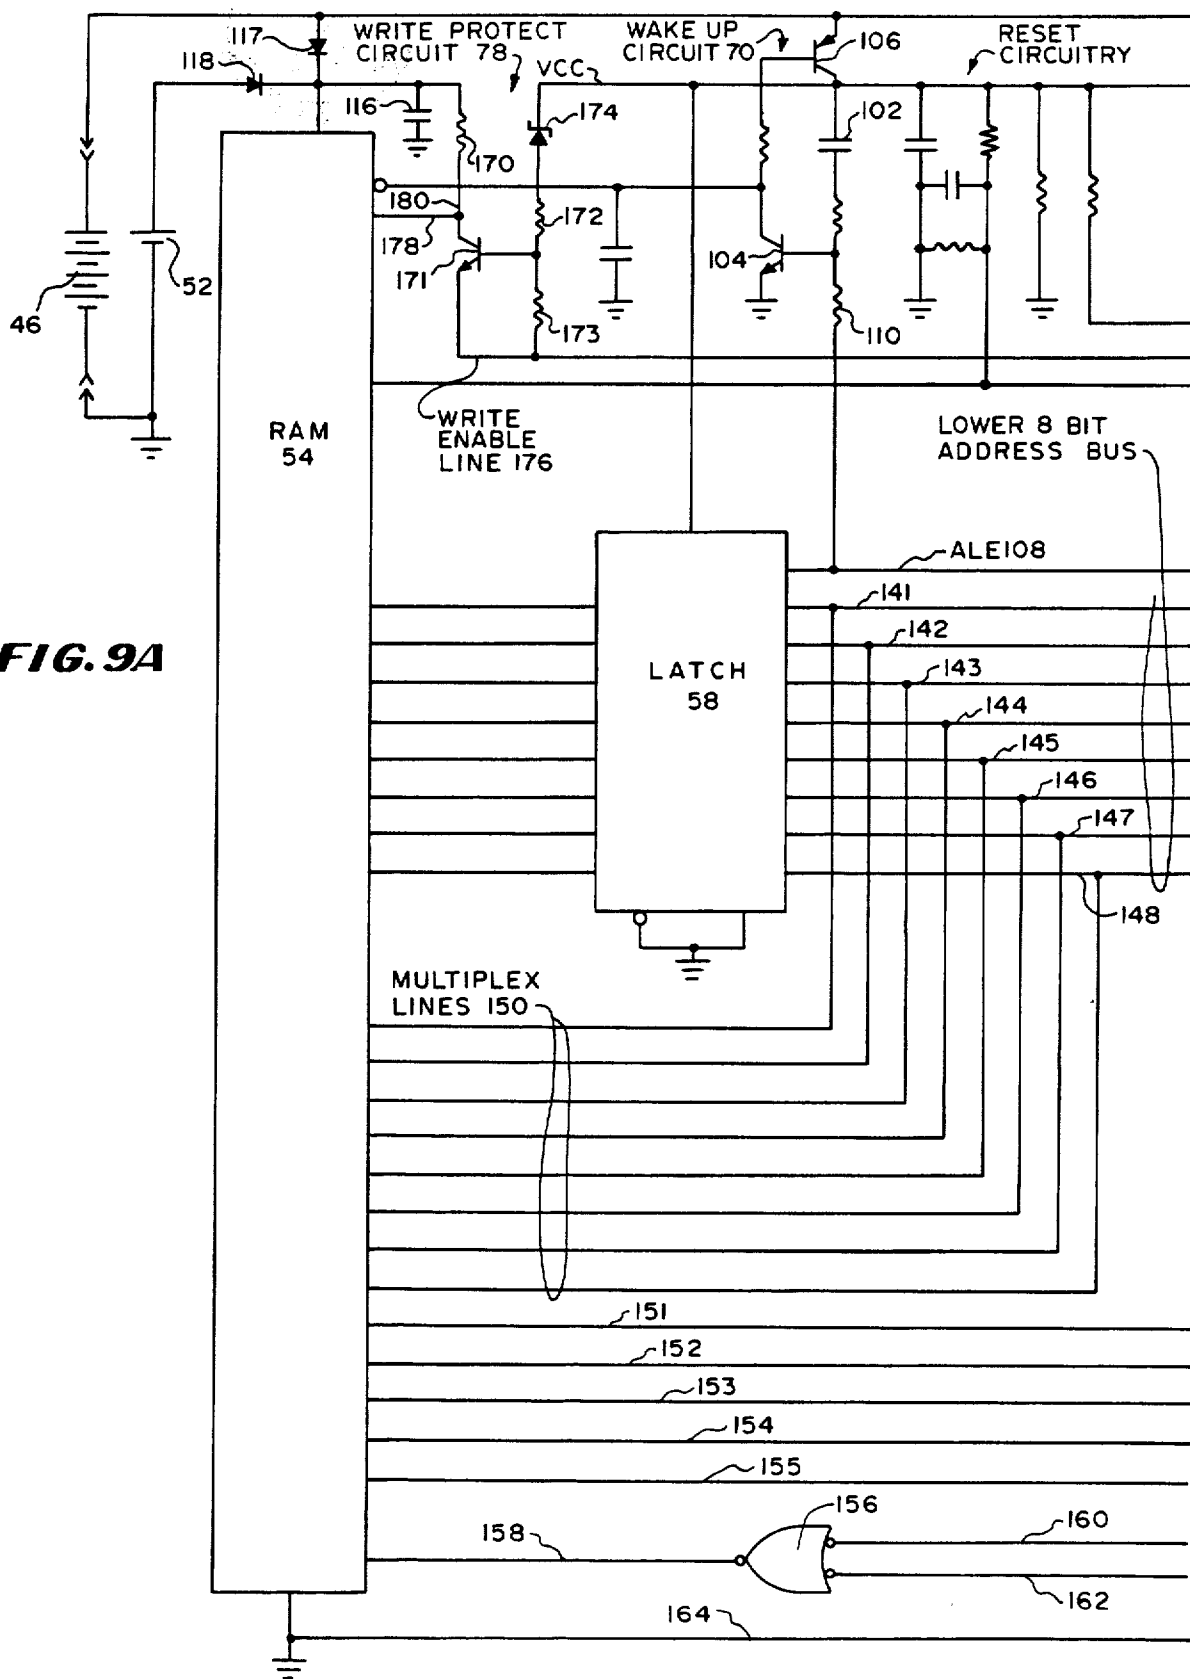 117
WRITE PROTECT
CIRCUIT 78
WAKE UP
CIRCUIT 70
106
RESET
CIRCUITRY
118
VCC
116
174
102
170
180
172
178
171
104
52
46
173
110
WRITE
ENABLE
LINE 176
RAM
54
LOWER 8 BIT
ADDRESS BUS
ALE108
141
142
FIG. 9A
LATCH
58
143
144
145
146
147
148
MULTIPLEX
LINES 150
151
152
153
154
155
156
158
160
162
164